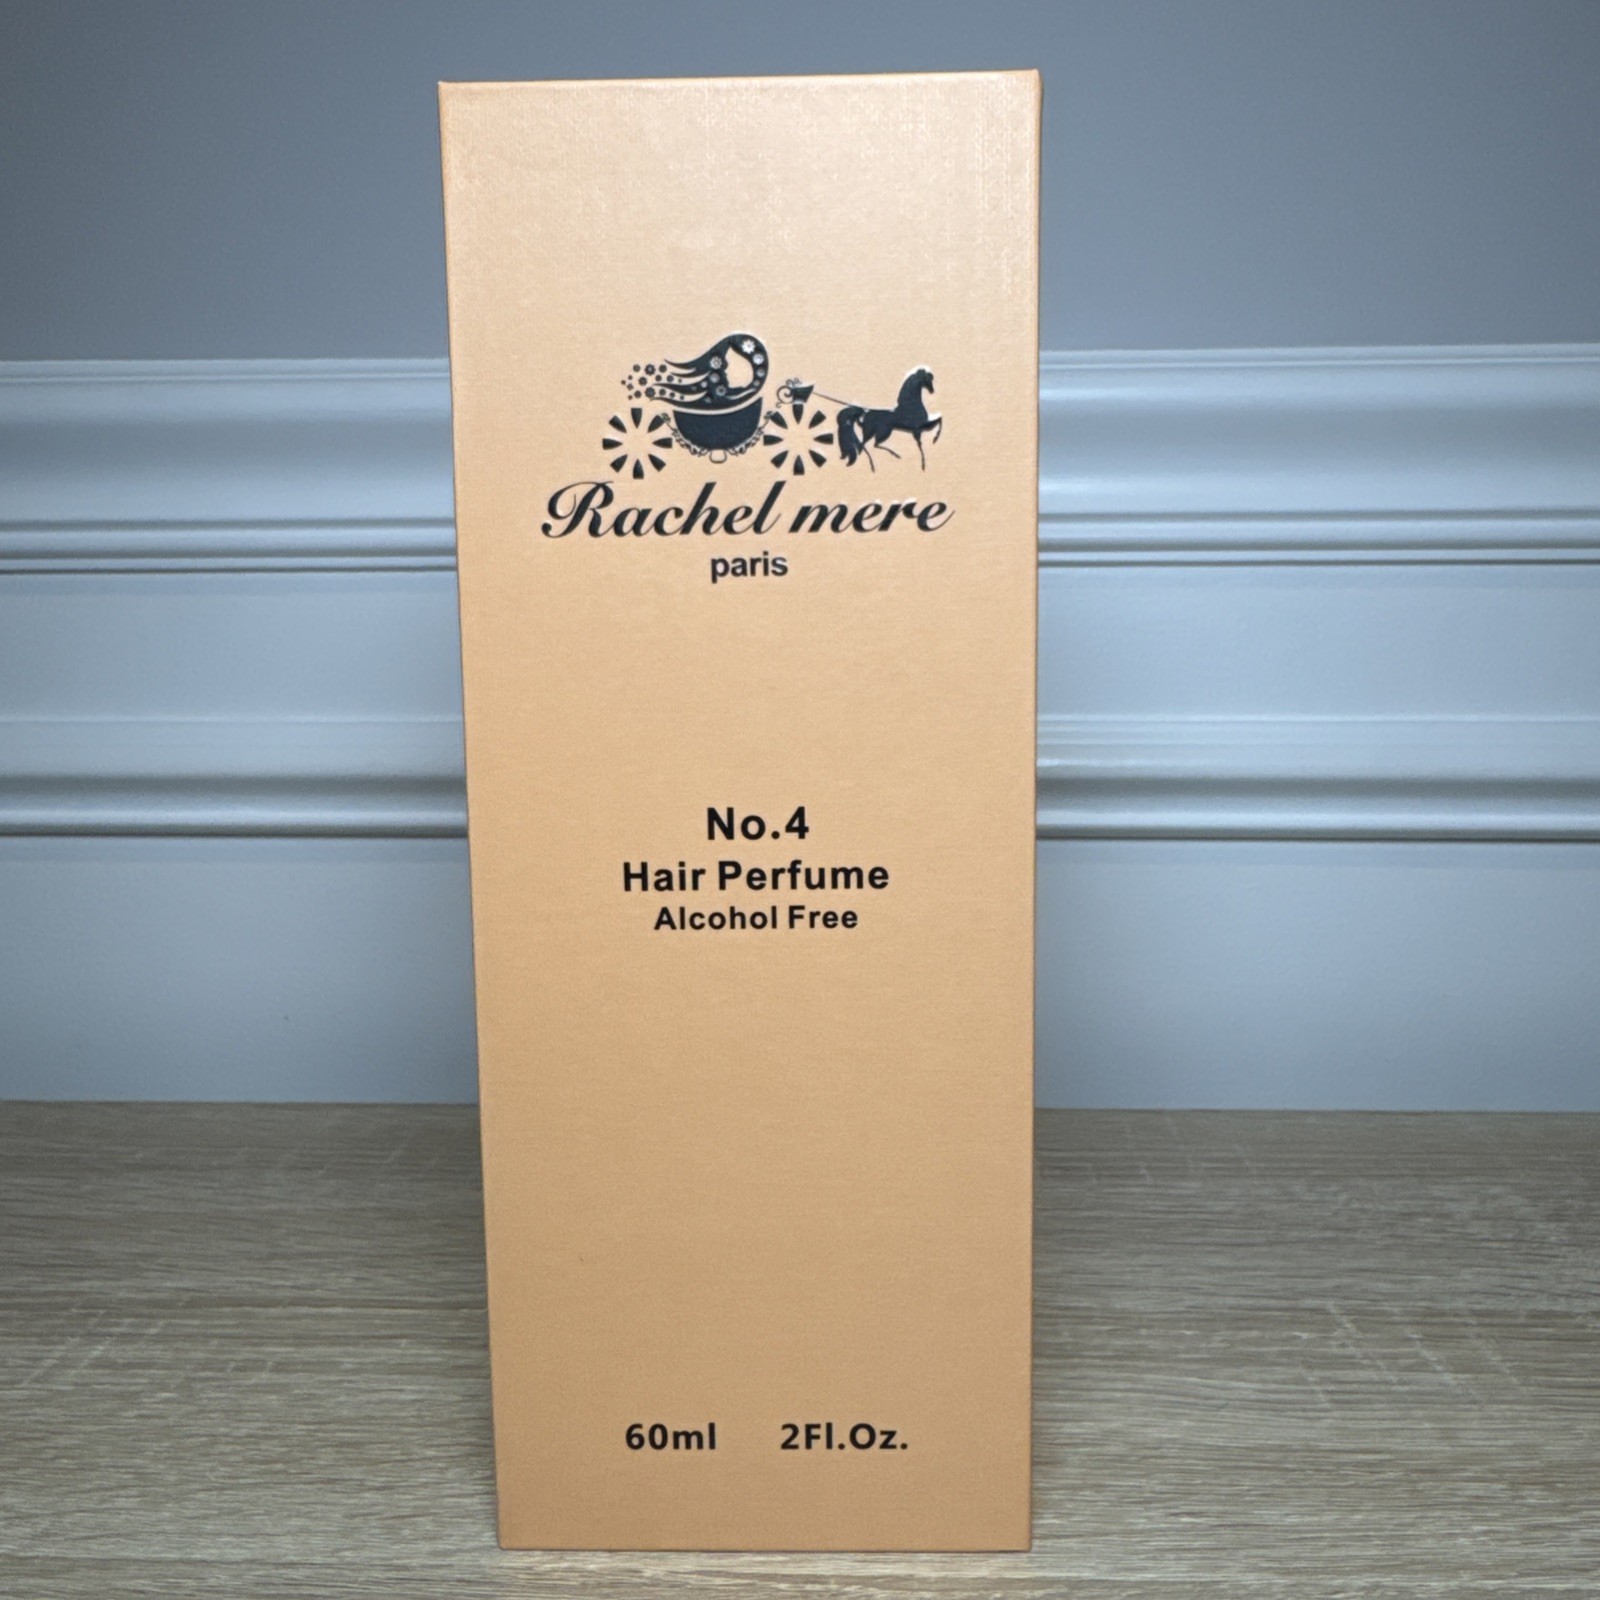 Rachel mere
paris
No.4
Hair Perfume
Alcohol Free
60ml 2Fl.Oz.